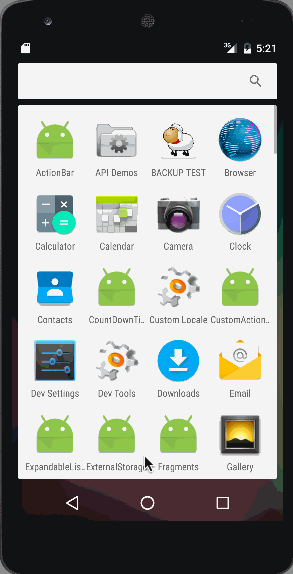 3G 5:21
ActionBar API Demos BACKUP TEST Browser
Calculator Calendar Camera Clock
Contacts CountDownTi.. Custom Locale CustomAction..
Dev Settings Dev Tools Downloads Email
ExpandableLis.. ExternalStorag Fragments Gallery